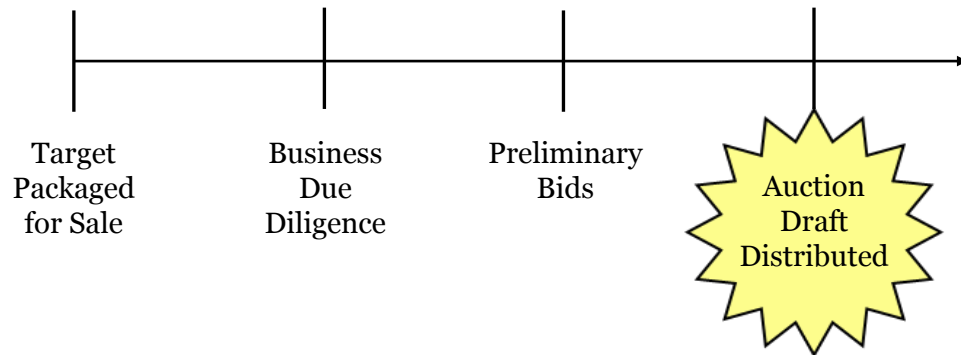 Target
Packaged
for Sale
Business
Due
Diligence
Preliminary
Bids
Auction
Draft
Distributed